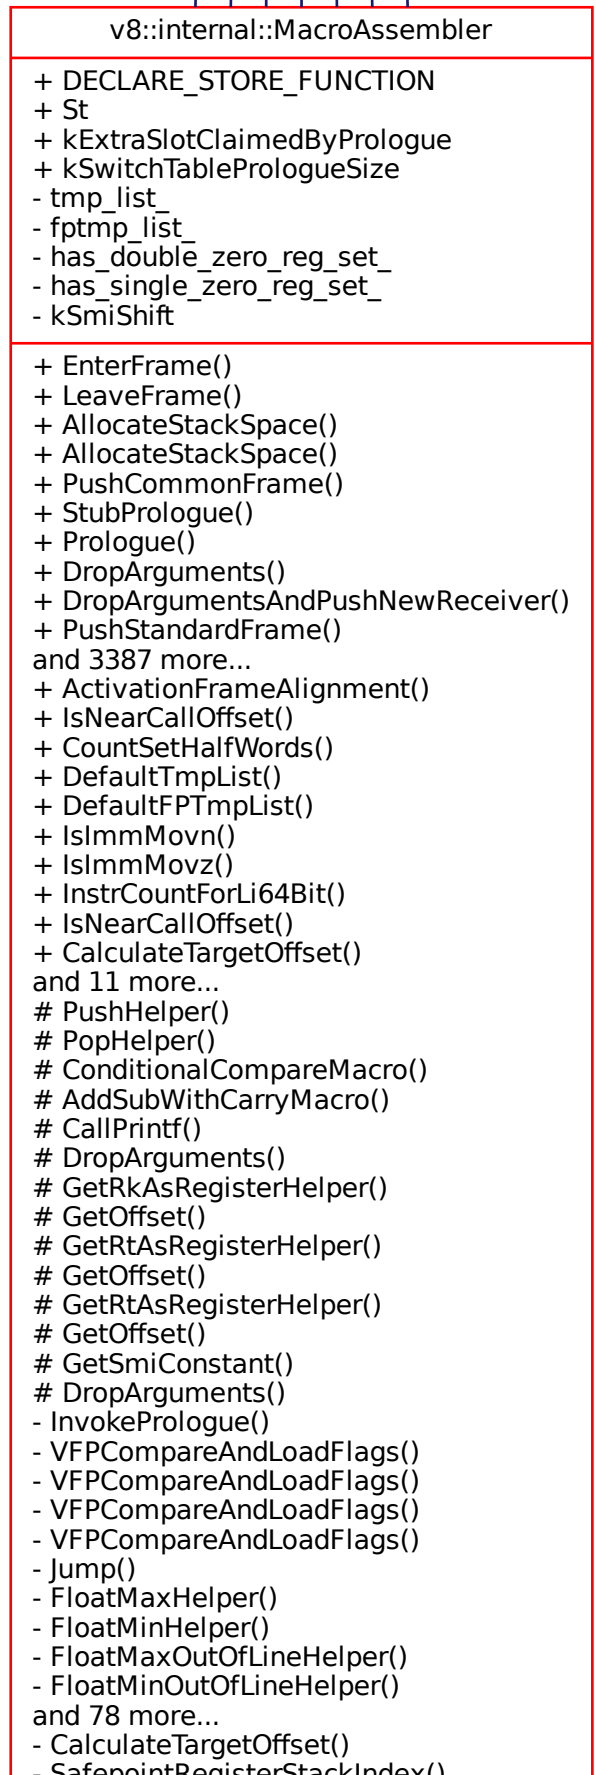 v8::internal::MacroAssembler
+ DECLARE_STORE_FUNCTION
+ St
+ kExtraSlotClaimedByPrologue
+ kSwitchTablePrologueSize
- tmp_list_
- fptmp_list_
- has_double_zero_reg_set_
- has_single_zero_reg_set_
- kSmiShift
+ EnterFrame()
+ LeaveFrame()
+ AllocateStackSpace()
+ AllocateStackSpace()
+ PushCommonFrame()
+ StubPrologue()
+ Prologue()
+ DropArguments()
+ DropArgumentsAndPushNewReceiver()
+ PushStandardFrame()
and 3387 more...
+ ActivationFrameAlignment()
+ IsNearCallOffset()
+ CountSetHalfWords()
+ DefaultTmpList()
+ DefaultFPTmpList()
+ IsImmMovn()
+ IsImmMovz()
+ InstrCountForLi64Bit()
+ IsNearCallOffset()
+ CalculateTargetOffset()
and 11 more...
# PushHelper()
# PopHelper()
# ConditionalCompareMacro()
# AddSubWithCarryMacro()
# CallPrintf()
# DropArguments()
# GetRkAsRegisterHelper()
# GetOffset()
# GetRtAsRegisterHelper()
# GetOffset()
# GetRtAsRegisterHelper()
# GetOffset()
# GetSmiConstant()
# DropArguments()
- InvokePrologue()
- VFPCompareAndLoadFlags()
- VFPCompareAndLoadFlags()
- VFPCompareAndLoadFlags()
- VFPCompareAndLoadFlags()
- Jump()
- FloatMaxHelper()
- FloatMinHelper()
- FloatMaxOutOfLineHelper()
- FloatMinOutOfLineHelper()
and 78 more...
- CalculateTargetOffset()
- SafepointRegisterStackIndex()